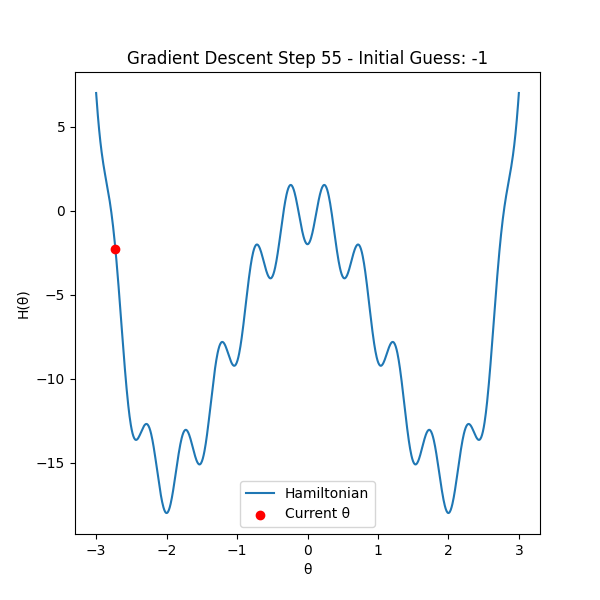 Gradient Descent Step 55 - Initial Guess: -1
H(θ)
5
0
−5
−10
−15
−3
−2
−1
0
1
2
3
θ
Hamiltonian
Current θ